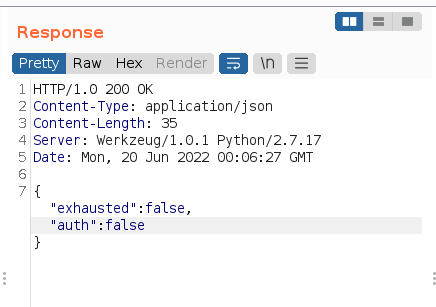 Response
Pretty Raw Hex Render \n
1 HTTP/1.0 200 OK
2 Content-Type: application/json
3 Content-Length: 35
4 Server: Werkzeug/1.0.1 Python/2.7.17
5 Date: Mon, 20 Jun 2022 00:06:27 GMT
6
7 {
"exhausted":false,
"auth":false
}